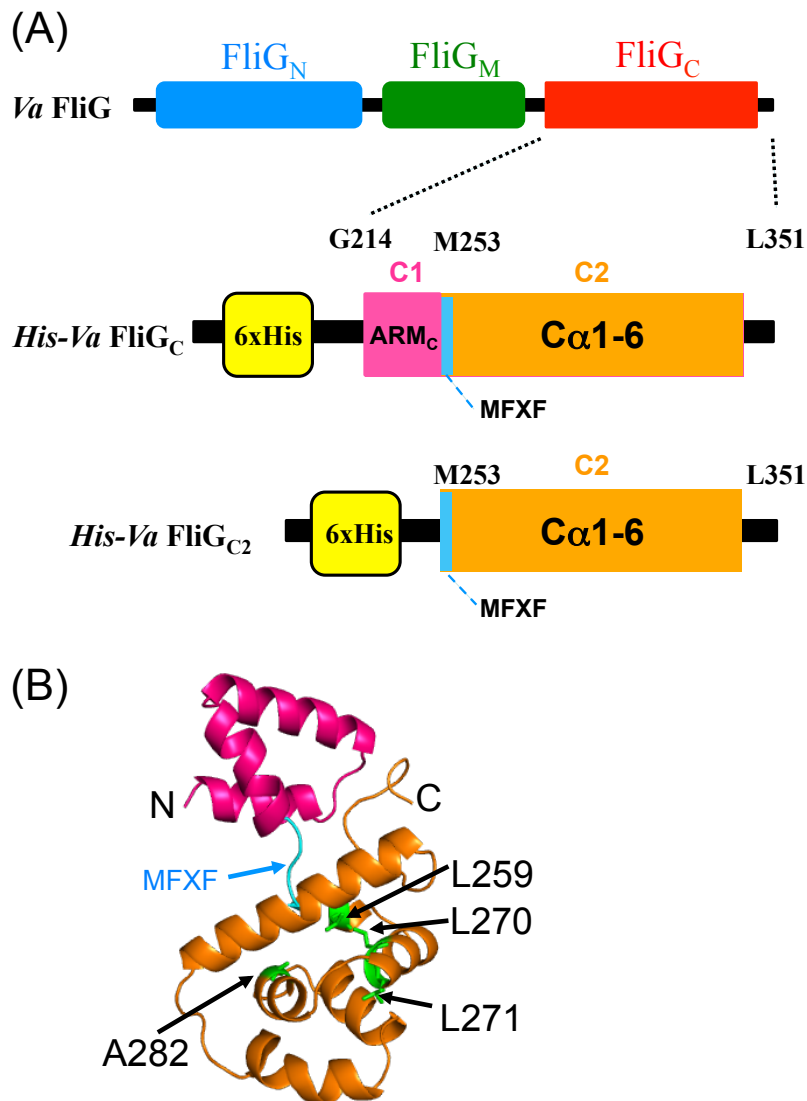 (A)
FliGN FliGM FliGC
Va FliG
G214 M253 L351
C1 C2
His-Va FliGC 6xHis ARMC Cα1-6
MFXF
M253 C2 L351
His-Va FliGC2 6xHis Cα1-6
MFXF
(B)
N C
MFXF L259
L270
A282 L271